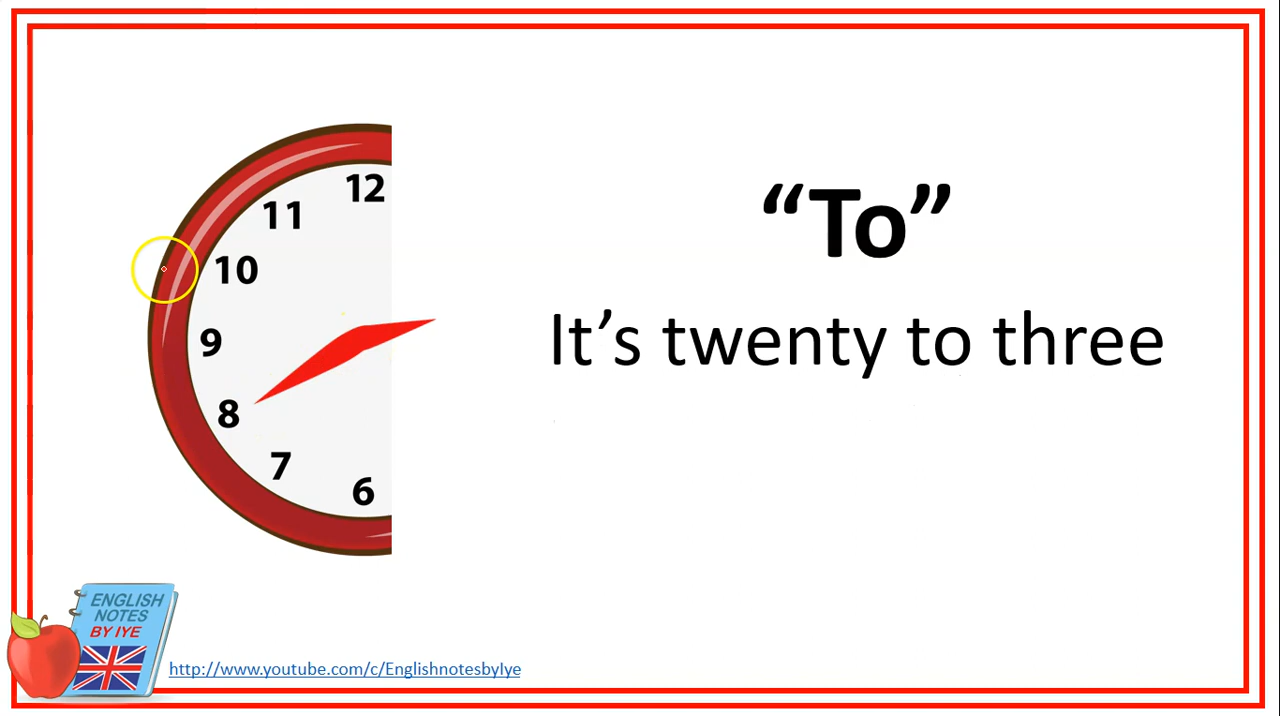 12
11
10
9
8
7
6
“To”
It’s twenty to three
ENGLISH
NOTES
BY IYE
http://www.youtube.com/c/EnglishnotesbyIye